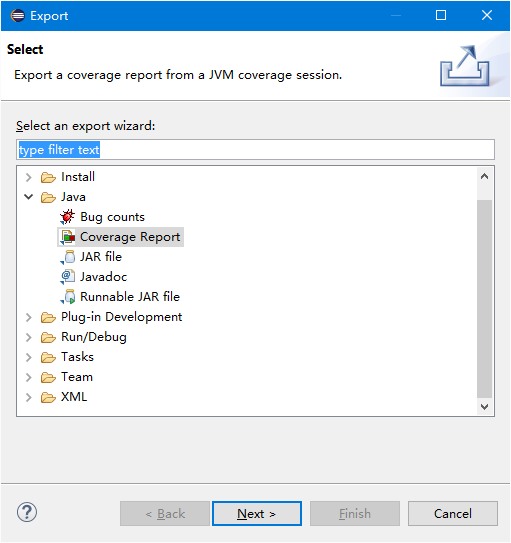 Export
Select
Export a coverage report from a JVM coverage session.
Select an export wizard:
type filter text
Install
Java
Bug counts
Coverage Report
JAR file
Javadoc
Runnable JAR file
Plug-in Development
Run/Debug
Tasks
Team
XML
?
< Back
Next >
Finish
Cancel